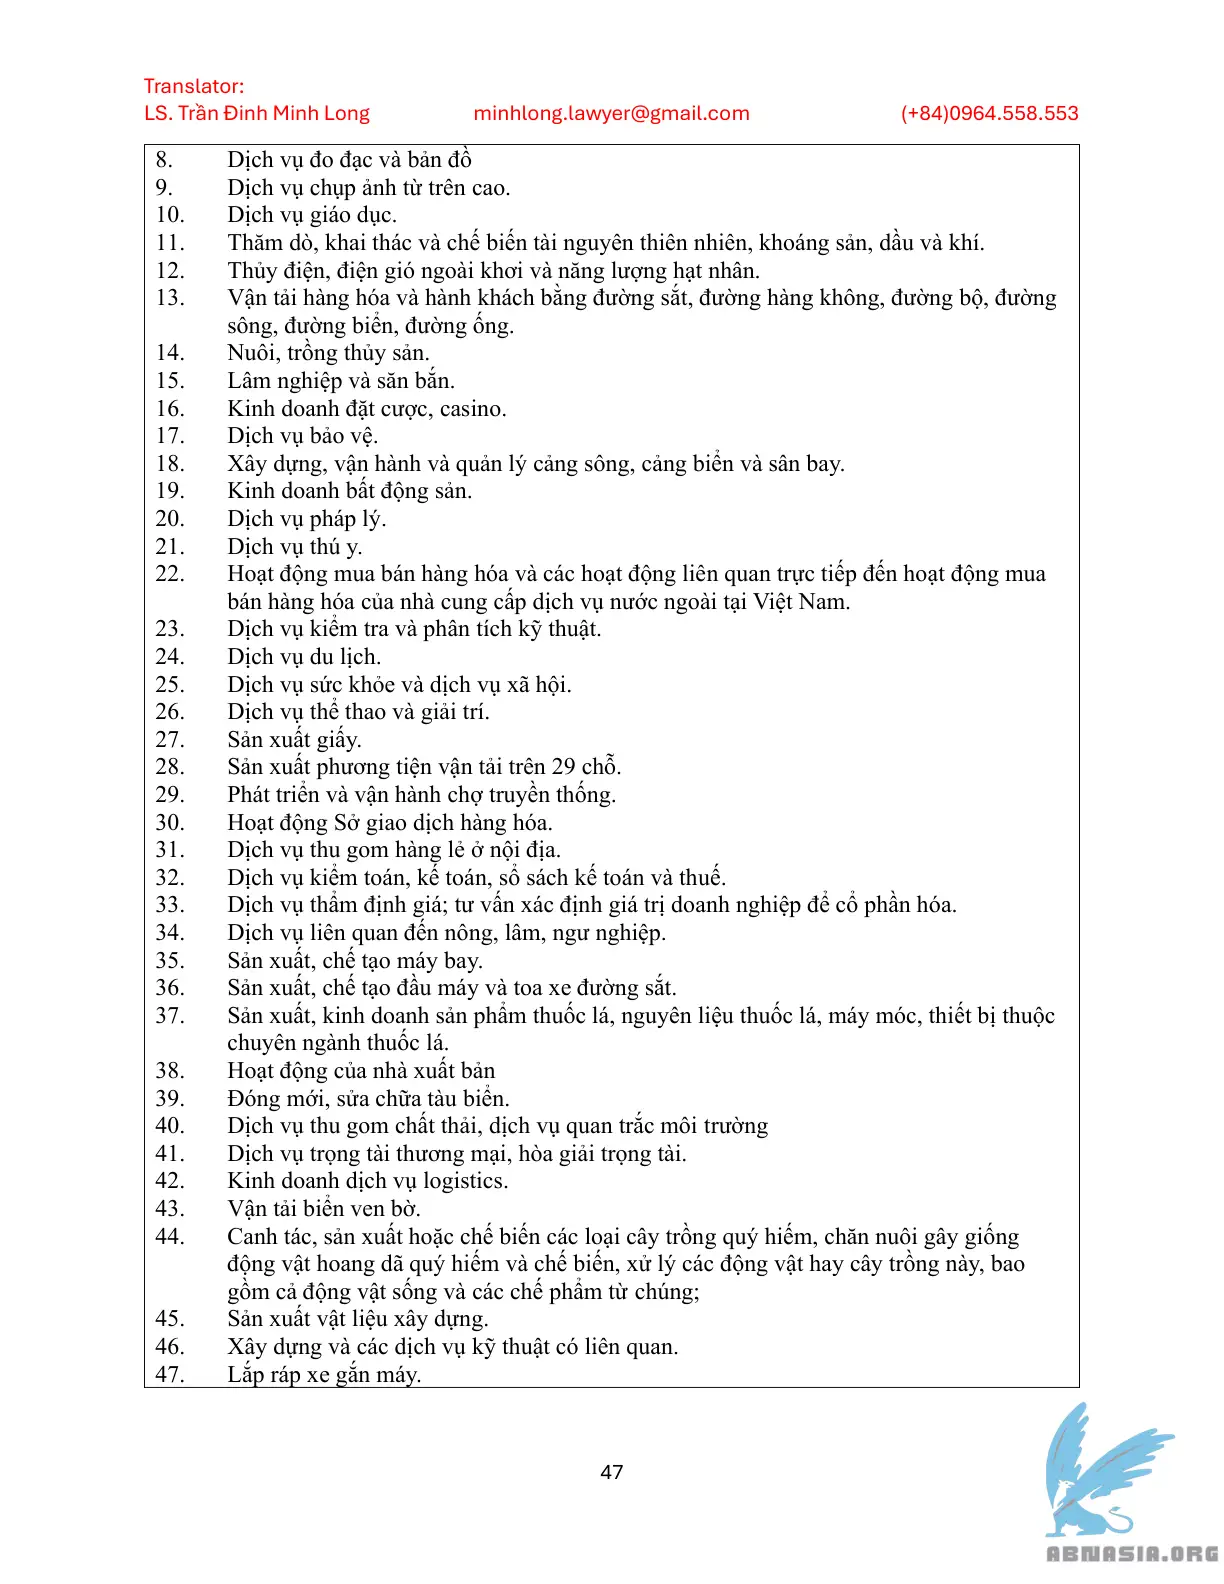 Translator:
LS. Trần Đinh Minh Long minhlong.lawyer@gmail.com (+84)0964.558.553
8. Dịch vụ đo đạc và bản đồ
9. Dịch vụ chụp ảnh từ trên cao.
10. Dịch vụ giáo dục.
11. Thăm dò, khai thác và chế biến tài nguyên thiên nhiên, khoáng sản, dầu và khí.
12. Thủy điện, điện gió ngoài khơi và năng lượng hạt nhân.
13. Vận tải hàng hóa và hành khách bằng đường sắt, đường hàng không, đường bộ, đường
sông, đường biển, đường ống.
14. Nuôi, trồng thủy sản.
15. Lâm nghiệp và săn bắn.
16. Kinh doanh đặt cược, casino.
17. Dịch vụ bảo vệ.
18. Xây dựng, vận hành và quản lý cảng sông, cảng biển và sân bay.
19. Kinh doanh bất động sản.
20. Dịch vụ pháp lý.
21. Dịch vụ thú y.
22. Hoạt động mua bán hàng hóa và các hoạt động liên quan trực tiếp đến hoạt động mua
bán hàng hóa của nhà cung cấp dịch vụ nước ngoài tại Việt Nam.
23. Dịch vụ kiểm tra và phân tích kỹ thuật.
24. Dịch vụ du lịch.
25. Dịch vụ sức khỏe và dịch vụ xã hội.
26. Dịch vụ thể thao và giải trí.
27. Sản xuất giấy.
28. Sản xuất phương tiện vận tải trên 29 chỗ.
29. Phát triển và vận hành chợ truyền thống.
30. Hoạt động Sở giao dịch hàng hóa.
31. Dịch vụ thu gom hàng lẻ ở nội địa.
32. Dịch vụ kiểm toán, kế toán, sổ sách kế toán và thuế.
33. Dịch vụ thẩm định giá; tư vấn xác định giá trị doanh nghiệp để cổ phần hóa.
34. Dịch vụ liên quan đến nông, lâm, ngư nghiệp.
35. Sản xuất, chế tạo máy bay.
36. Sản xuất, chế tạo đầu máy và toa xe đường sắt.
37. Sản xuất, kinh doanh sản phẩm thuốc lá, nguyên liệu thuốc lá, máy móc, thiết bị thuộc
chuyên ngành thuốc lá.
38. Hoạt động của nhà xuất bản
39. Đóng mới, sửa chữa tàu biển.
40. Dịch vụ thu gom chất thải, dịch vụ quan trắc môi trường
41. Dịch vụ trọng tài thương mại, hòa giải trọng tài.
42. Kinh doanh dịch vụ logistics.
43. Vận tải biển ven bờ.
44. Canh tác, sản xuất hoặc chế biến các loại cây trồng quý hiếm, chăn nuôi gây giống
động vật hoang dã quý hiếm và chế biến, xử lý các động vật hay cây trồng này, bao
gồm cả động vật sống và các chế phẩm từ chúng;
45. Sản xuất vật liệu xây dựng.
46. Xây dựng và các dịch vụ kỹ thuật có liên quan.
47. Lắp ráp xe gắn máy.
47
ABNASIA.ORG